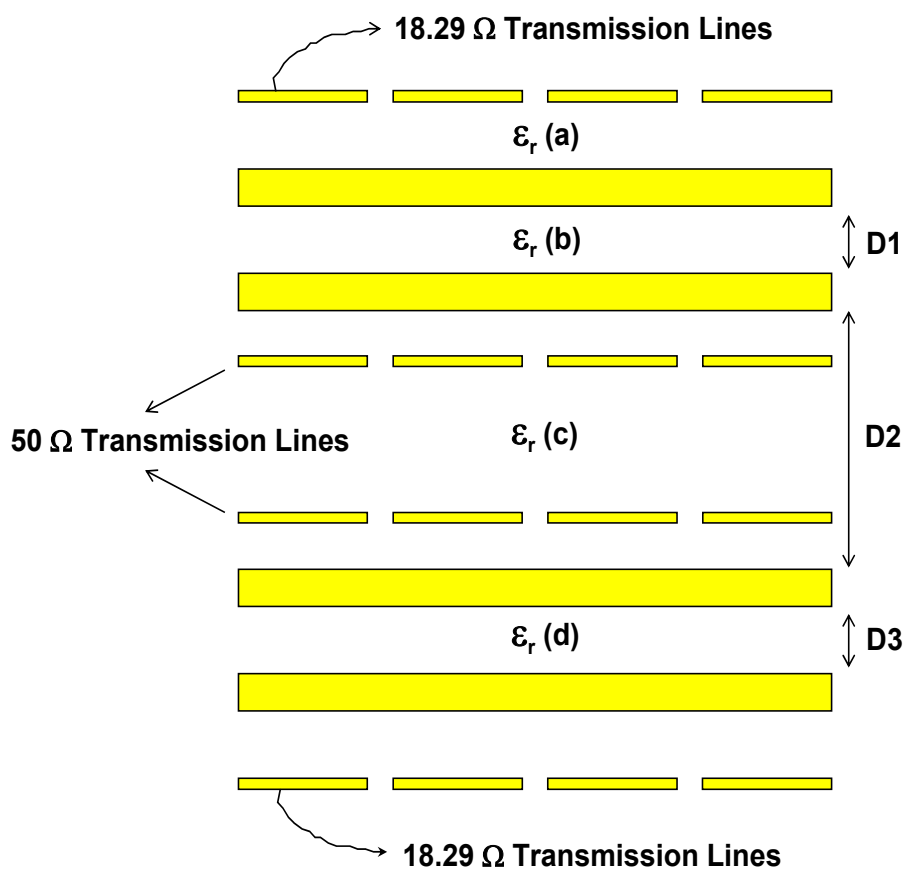 18.29 Ω Transmission Lines
εr (a)
εr (b)
D1
50 Ω Transmission Lines
εr (c)
D2
εr (d)
D3
18.29 Ω Transmission Lines